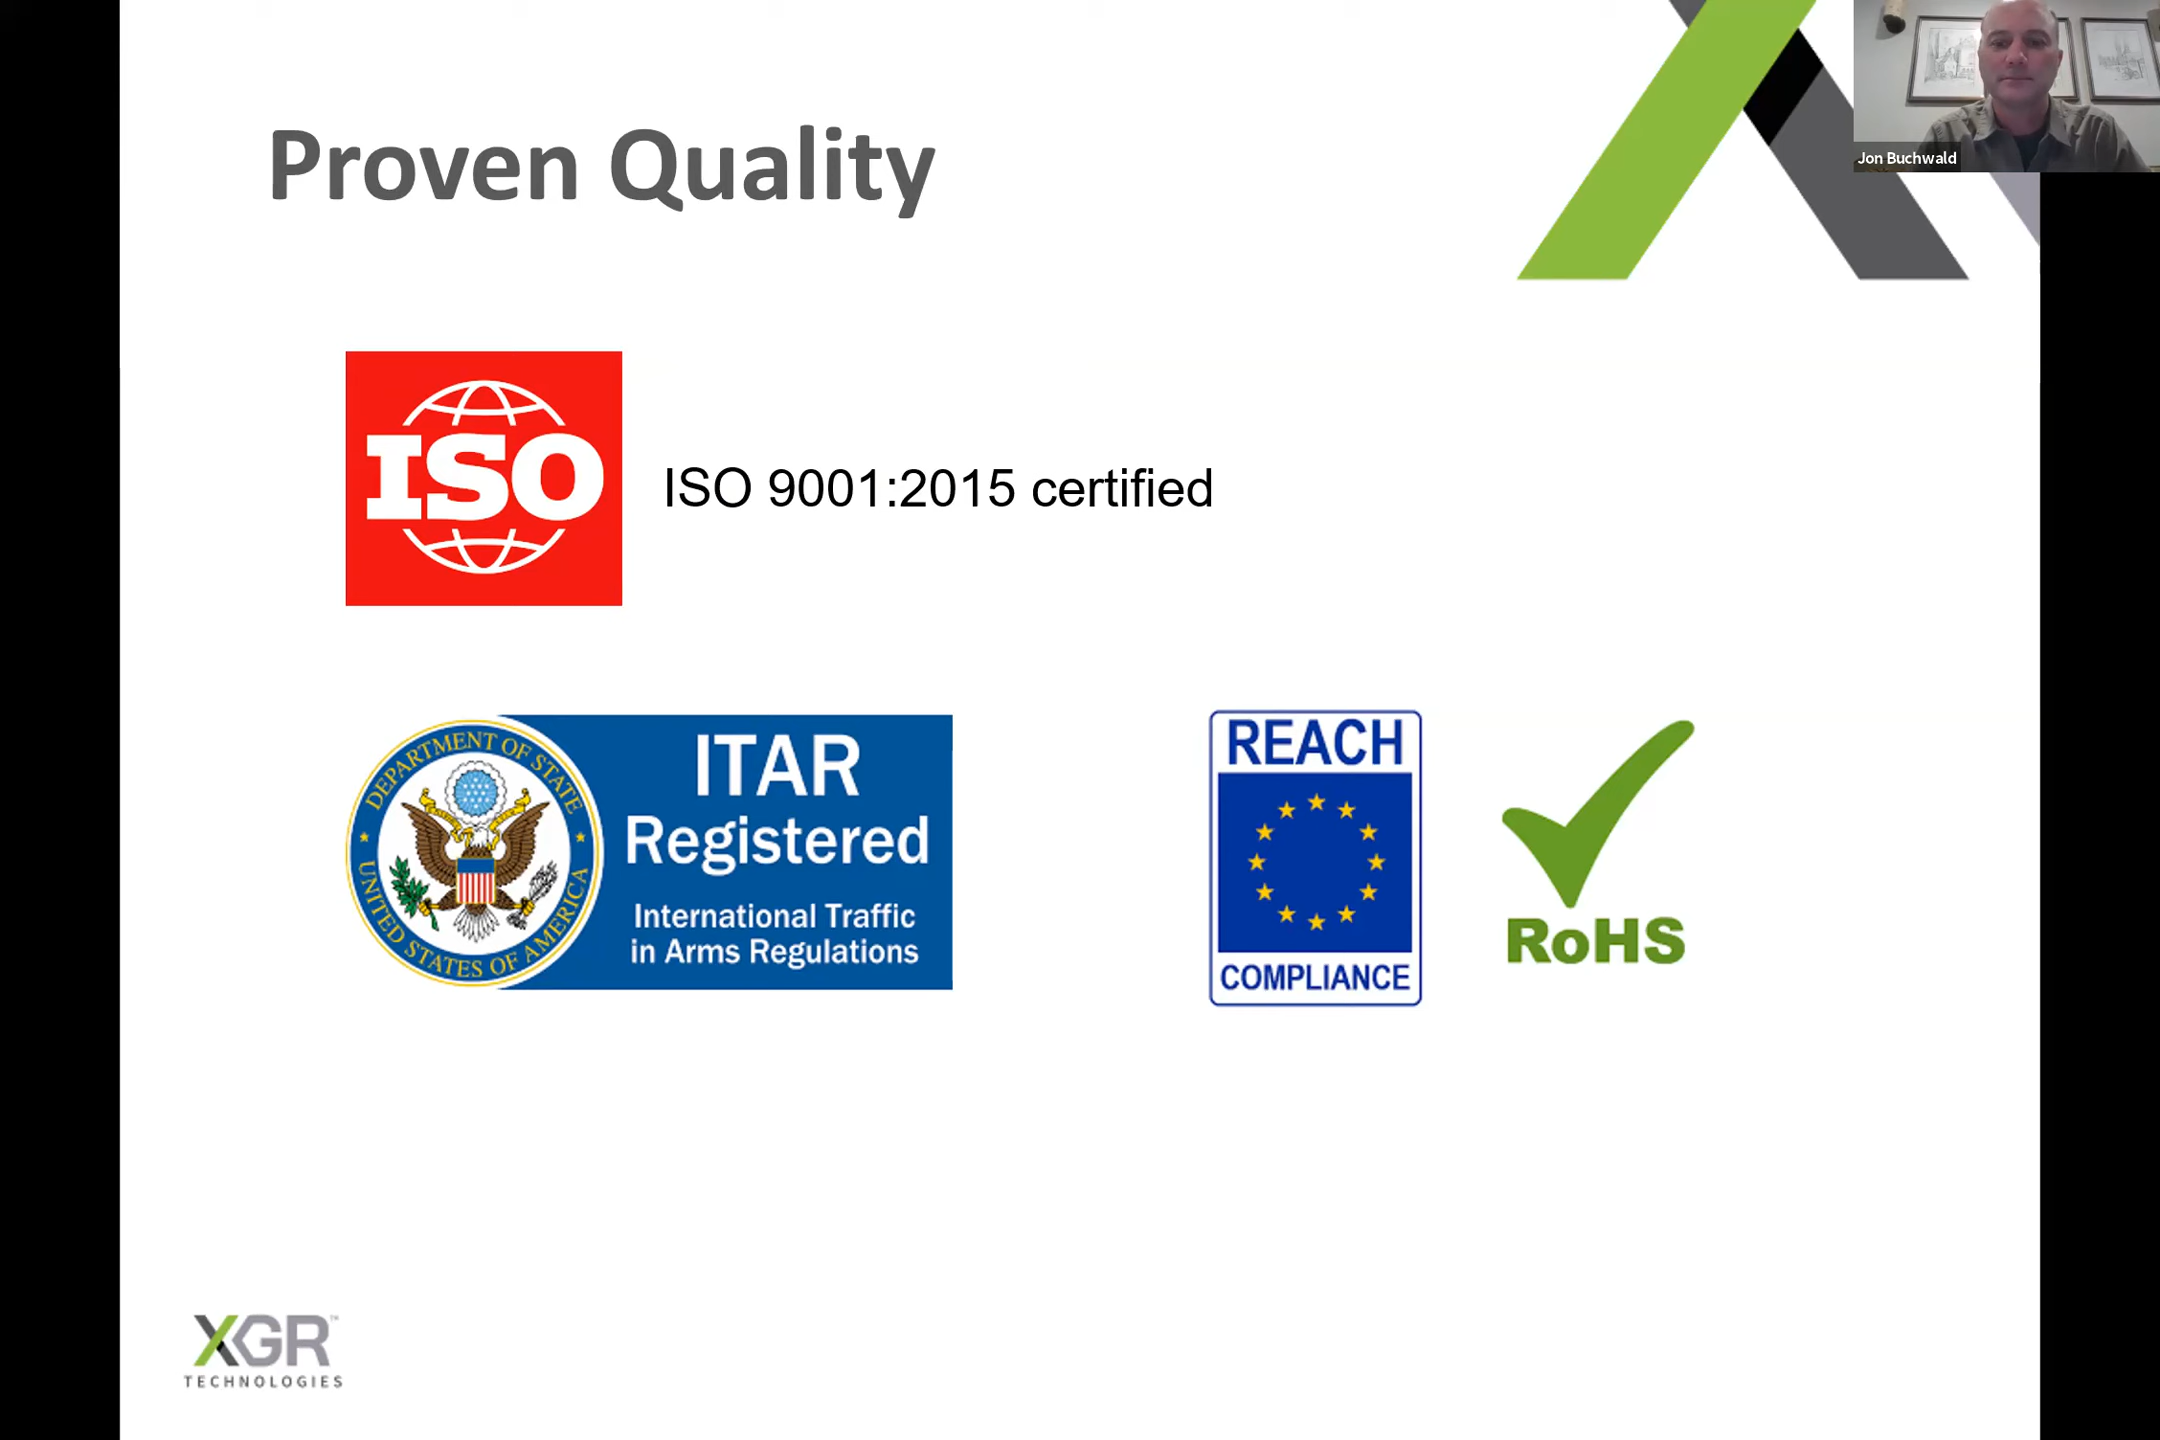 Proven Quality
Jon Buchwald
ISO
ISO 9001:2015 certified
DEPARTMENT OF STATE
UNITED STATES OF AMERICA
ITAR
Registered
International Traffic
in Arms Regulations
REACH
COMPLIANCE
RoHS
XGR™
TECHNOLOGIES